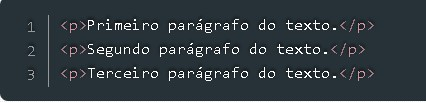 1 <p>Primeiro parágrafo do texto.</p>
2 <p>Segundo parágrafo do texto.</p>
3 <p>Terceiro parágrafo do texto.</p>